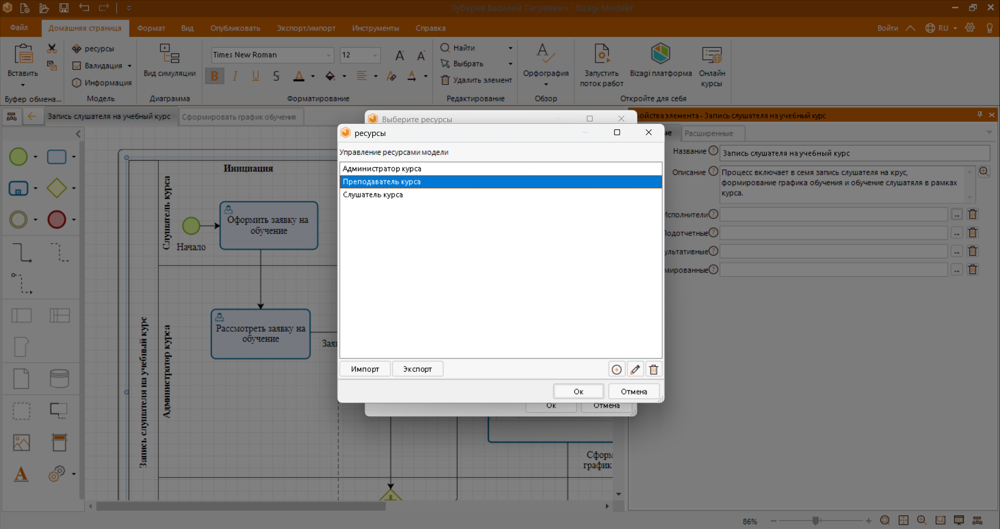 Зубарев Василий Сегреевич - Bizagi Modeler
Файл
Домашняя страница
Формат
Вид
Опубликовать
Экспорт/импорт
Инструменты
Справка
Войти
RU
Вставить
Буфер обмена...
ресурсы
Валидация
Информация
Модель
Вид симуляции
Диаграмма
Times New Roman
12
Форматирование
Найти
Выбрать
Удалить элемент
Редактирование
Орфография
Обзор
Запустить
поток работ
Bizagi платформа
Онлайн
курсы
Откройте для себя
Запись слушателя на учебный курс
Сформировать график обучения
Выберите ресурсы
ойства элемента - Запись слушателя на учебный курс
ресурсы
ые
Расширенные
Управление ресурсами модели
Администратор курса
Преподаватель курса
Слушатель курса
Импорт
Экспорт
Ок
Отмена
Ок
Отмена
Название
Запись слушателя на учебный курс
Описание
Процесс включает в семя запись слушателя на крус,
формирование графика обучения и обучение слушатяля в рамках
курса.
Исполнители
Подотчетные
ультативные
мированные
Инициация
Слушатель курса
Начало
Оформить заявку на
обучение
Запись слушателя на учебный курс
Администратор курса
Рассмотреть заявку на
обучение
Заяв
Сформ
график
86%